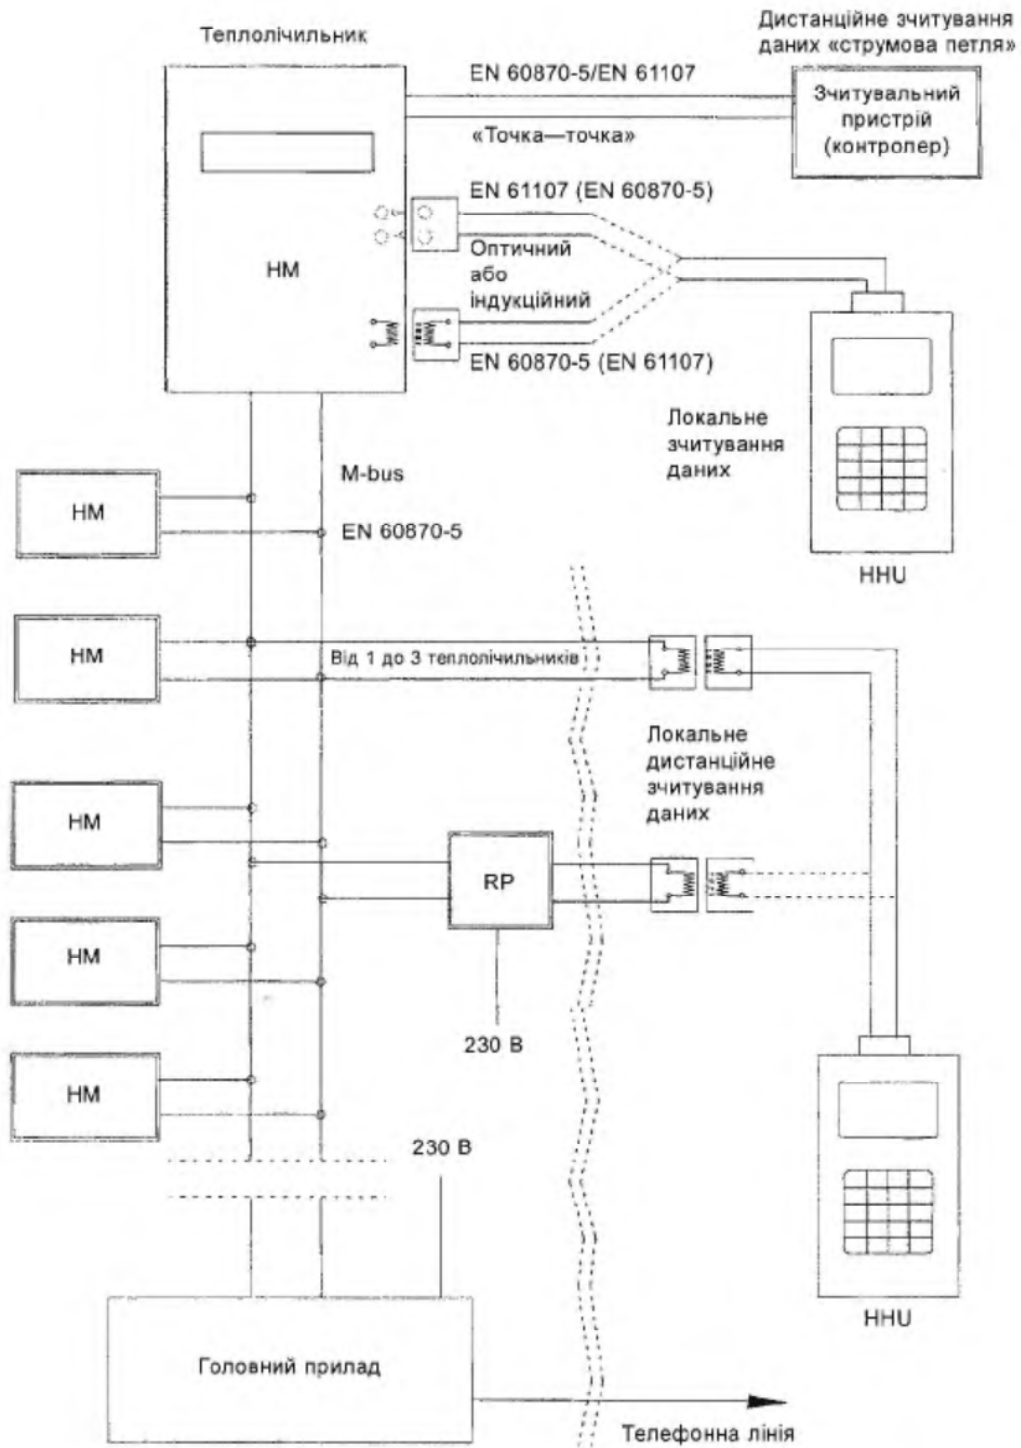 Теплолічильник
Дистанційне зчитування
даних «струмова петля»
EN 60870-5/EN 61107
«Точка—точка»
Зчитувальний
пристрій
(контролер)
EN 61107 (EN 60870-5)
Оптичний
або
індукційний
EN 60870-5 (EN 61107)
HM
Локальне
зчитування
даних
HHU
M-bus
EN 60870-5
HM
HM
Від 1 до 3 теплолічильників
Локальне
дистанційне
зчитування
даних
HM
RP
230 В
HM
HM
230 В
HHU
Головний прилад
Телефонна лінія